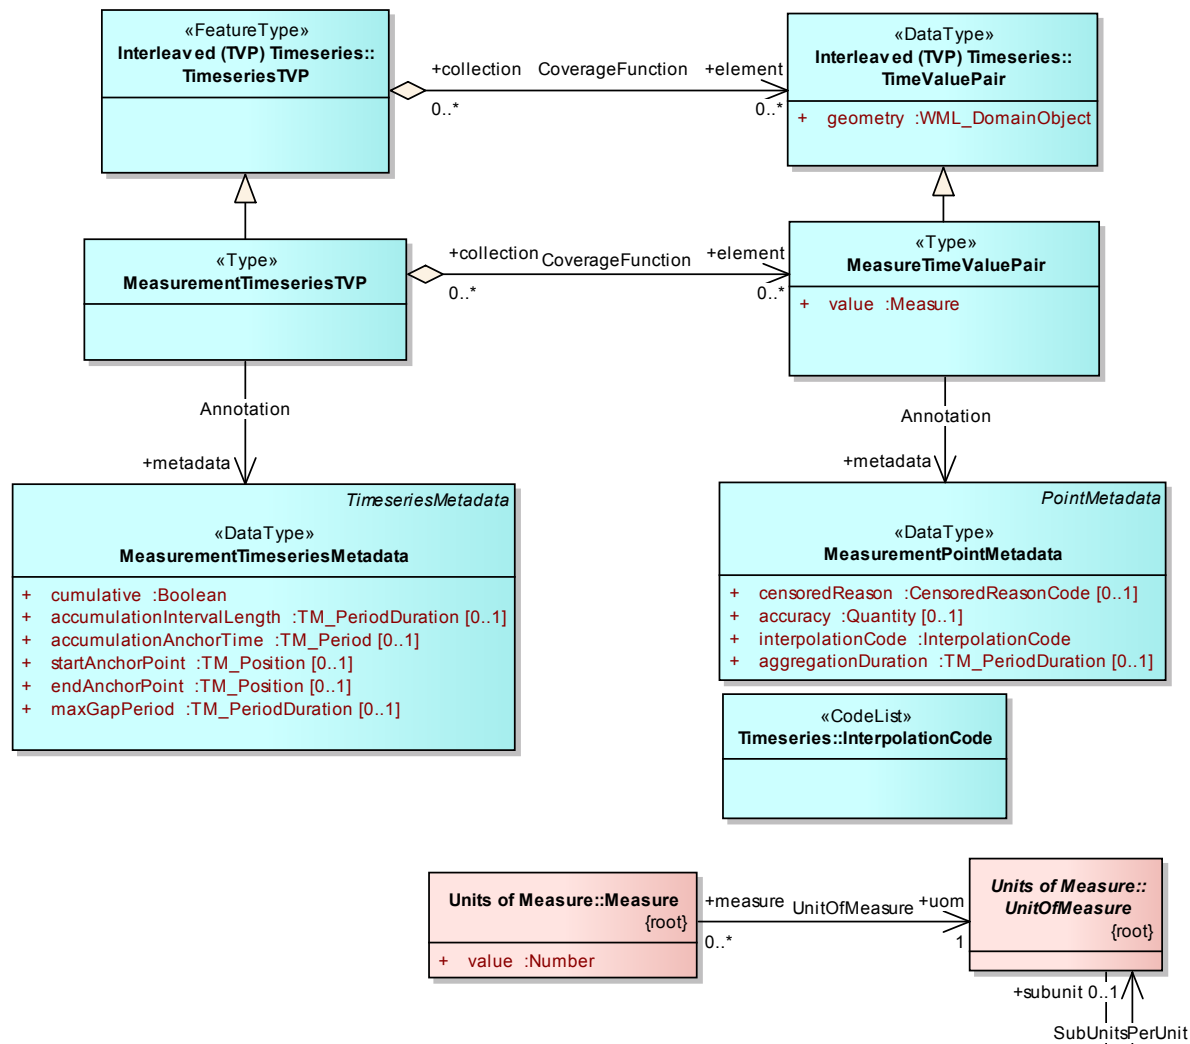 «FeatureType»
Interleaved (TVP) Timeseries::
TimeseriesTVP
+collection
CoverageFunction
+element
0..*
0..*
«DataType»
Interleaved (TVP) Timeseries::
TimeValuePair
+ geometry :WML_DomainObject
«Type»
MeasurementTimeseriesTVP
+collection
CoverageFunction
+element
0..*
0..*
«Type»
MeasureTimeValuePair
+ value :Measure
Annotation
+metadata
Annotation
+metadata
TimeseriesMetadata
«DataType»
MeasurementTimeseriesMetadata
+ cumulative :Boolean
+ accumulationIntervalLength :TM_PeriodDuration [0..1]
+ accumulationAnchorTime :TM_Period [0..1]
+ startAnchorPoint :TM_Position [0..1]
+ endAnchorPoint :TM_Position [0..1]
+ maxGapPeriod :TM_PeriodDuration [0..1]
PointMetadata
«DataType»
MeasurementPointMetadata
+ censoredReason :CensoredReasonCode [0..1]
+ accuracy :Quantity [0..1]
+ interpolationCode :InterpolationCode
+ aggregationDuration :TM_PeriodDuration [0..1]
«CodeList»
Timeseries::InterpolationCode
Units of Measure::Measure
{root}
+ value :Number
+measure
UnitOfMeasure
+uom
0..*
1
Units of Measure::
UnitOfMeasure
{root}
+subunit 0..1
SubUnitsPerUnit